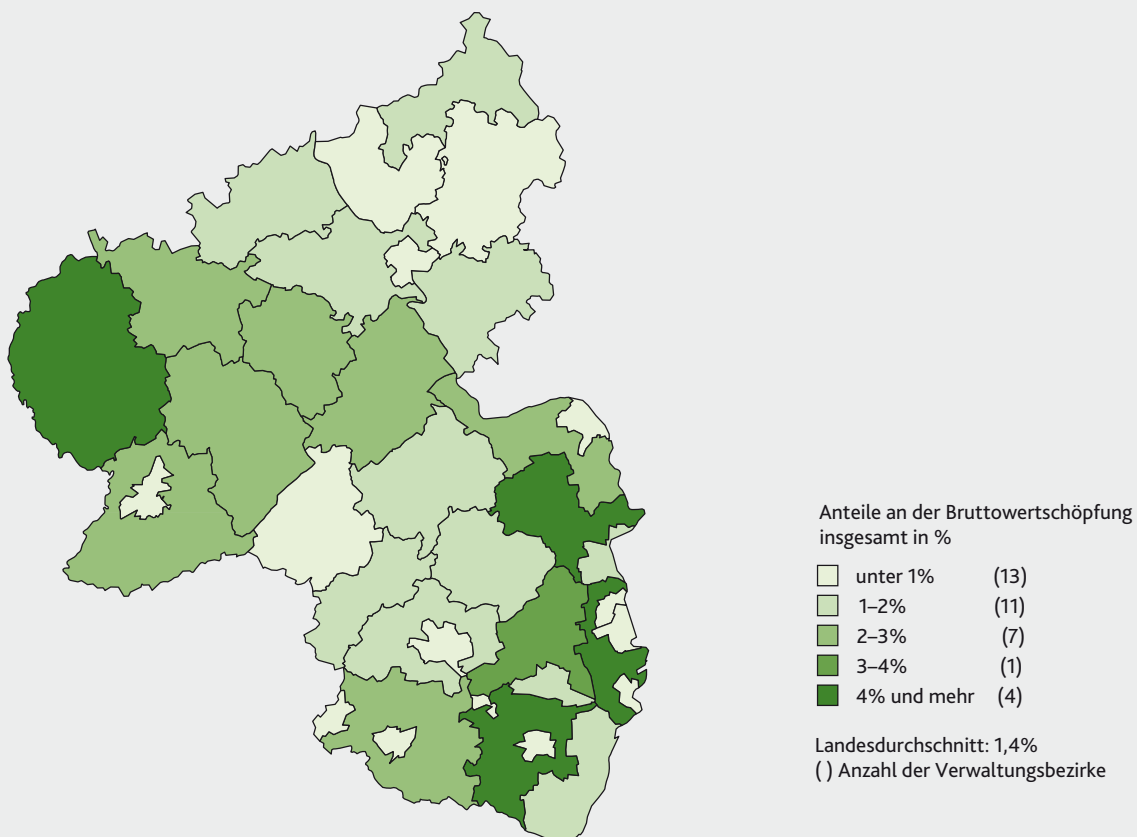 Anteile an der Bruttowertschöpfung
insgesamt in %
unter 1% (13)
1–2% (11)
2–3% (7)
3–4% (1)
4% und mehr (4)
Landesdurchschnitt: 1,4%
( ) Anzahl der Verwaltungsbezirke